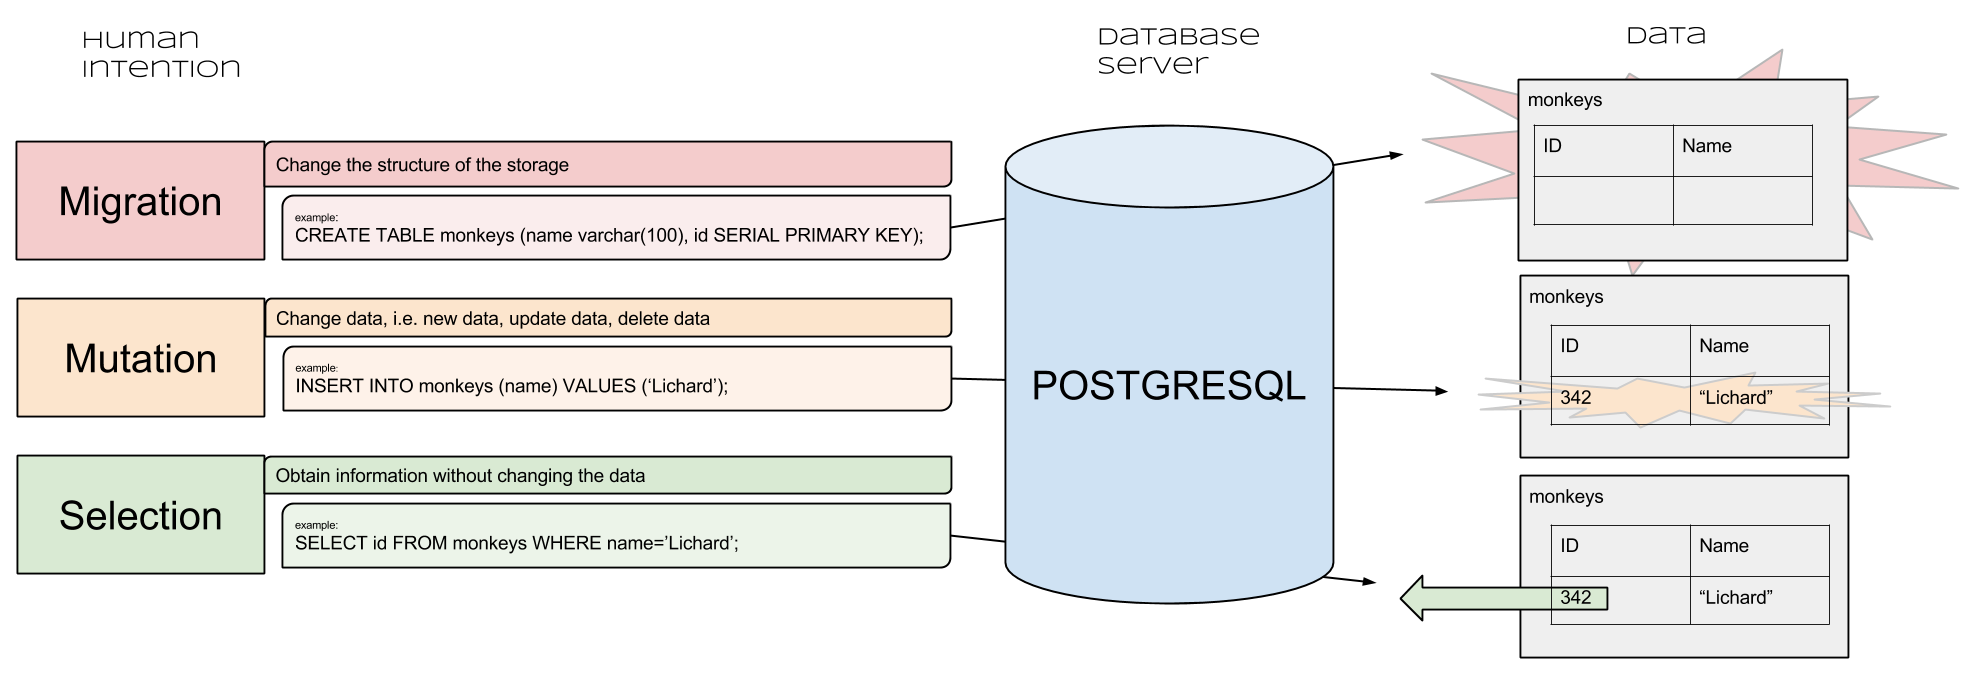 Human
Intention
Database
Server
Data
Migration
Change the structure of the storage
example:
CREATE TABLE monkeys (name varchar(100), id SERIAL PRIMARY KEY);
Mutation
Change data, i.e. new data, update data, delete data
example:
INSERT INTO monkeys (name) VALUES (‘Lichard’);
Selection
Obtain information without changing the data
example:
SELECT id FROM monkeys WHERE name=’Lichard’;
POSTGRESQL
monkeys
ID Name
monkeys
ID Name
342 “Lichard”
monkeys
ID Name
342 “Lichard”